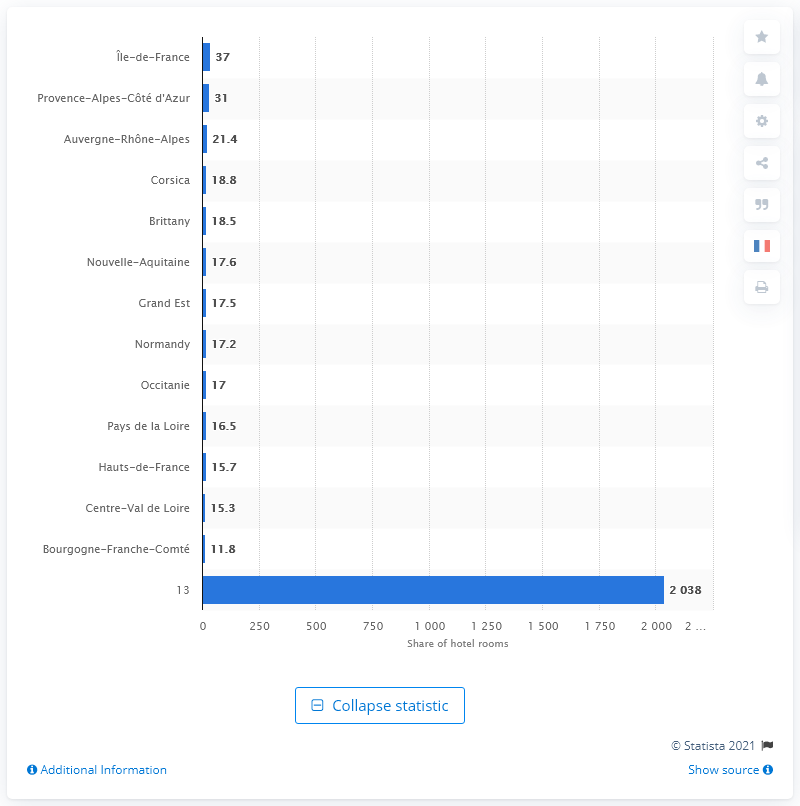 Île-de-France 37
Provence-Alpes-Côté d'Azur 31
Auvergne-Rhône-Alpes 21.4
Corsica 18.8
Brittany 18.5
Nouvelle-Aquitaine 17.6
Grand Est 17.5
Normandy 17.2
Occitanie 17
Pays de la Loire 16.5
Hauts-de-France 15.7
Centre-Val de Loire 15.3
Bourgogne-Franche-Comté 11.8
13 2 038
0 250 500 750 1 000 1 250 1 500 1 750 2 000 2 ...
Share of hotel rooms
Collapse statistic
© Statista 2021
Additional Information Show source